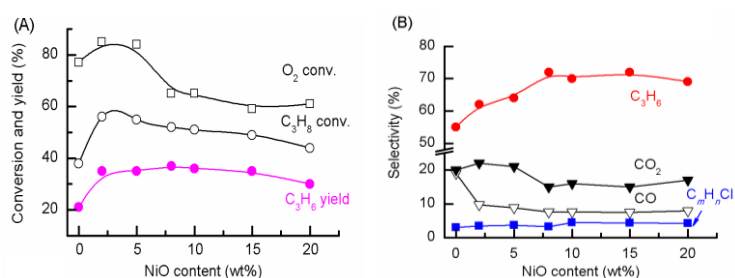 (A)
Conversion and yield (%)
80
60
40
20
O₂ conv.
C₃H₈ conv.
C₃H₆ yield
0 5 10 15 20
NiO content (wt%)
(B)
Selectivity (%)
80
70
60
50
20
10
0
C₃H₆
CO₂
CO
CₘHₙCl
0 5 10 15 20
NiO content (wt%)